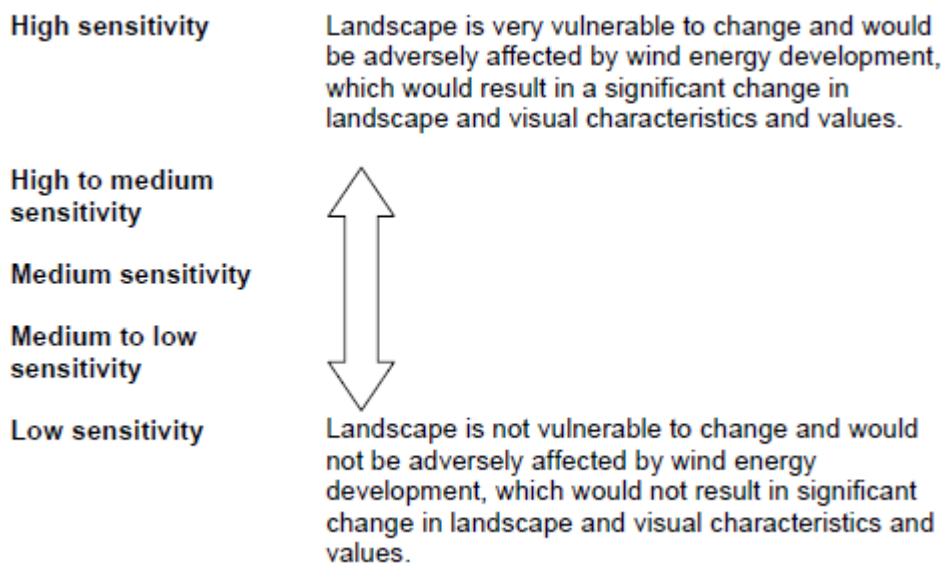 High sensitivity
Landscape is very vulnerable to change and would
be adversely affected by wind energy development,
which would result in a significant change in
landscape and visual characteristics and values.
High to medium
sensitivity
Medium sensitivity
Medium to low
sensitivity
Low sensitivity
Landscape is not vulnerable to change and would
not be adversely affected by wind energy
development, which would not result in significant
change in landscape and visual characteristics and
values.